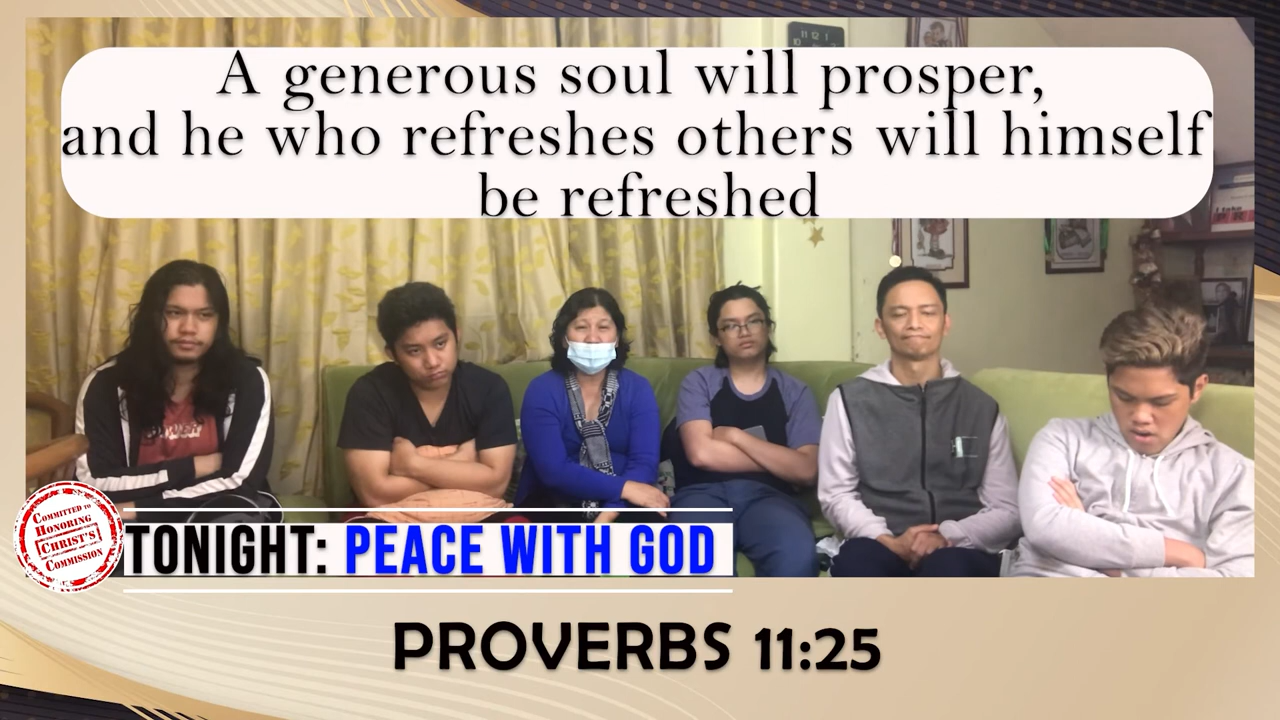 A generous soul will prosper,
and he who refreshes others will himself
be refreshed
COMMITTED TO
HONORING
CHRIST'S
COMMISSION
TONIGHT: PEACE WITH GOD
PROVERBS 11:25